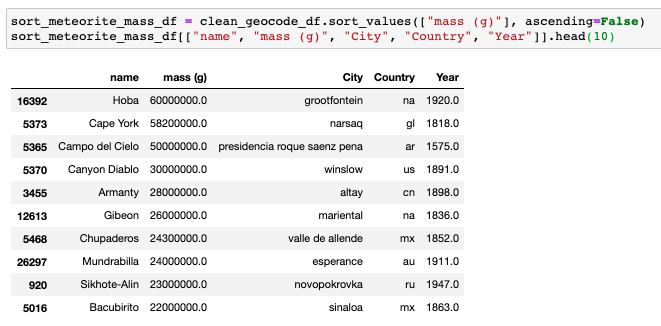 sort_meteorite_mass_df = clean_geocode_df.sort_values(["mass (g)"], ascending=False)
sort_meteorite_mass_df[["name", "mass (g)", "City", "Country", "Year"]].head(10)
name mass (g) City Country Year
16392 Hoba 60000000.0 grootfontein na 1920.0
5373 Cape York 58200000.0 narsaq gl 1818.0
5365 Campo del Cielo 50000000.0 presidencia roque saenz pena ar 1575.0
5370 Canyon Diablo 30000000.0 winslow us 1891.0
3455 Armanty 28000000.0 altay cn 1898.0
12613 Gibeon 26000000.0 mariental na 1836.0
5468 Chupaderos 24300000.0 valle de allende mx 1852.0
26297 Mundrabilla 24000000.0 esperance au 1911.0
920 Sikhote-Alin 23000000.0 novopokrovka ru 1947.0
5016 Bacubirito 22000000.0 sinaloa mx 1863.0